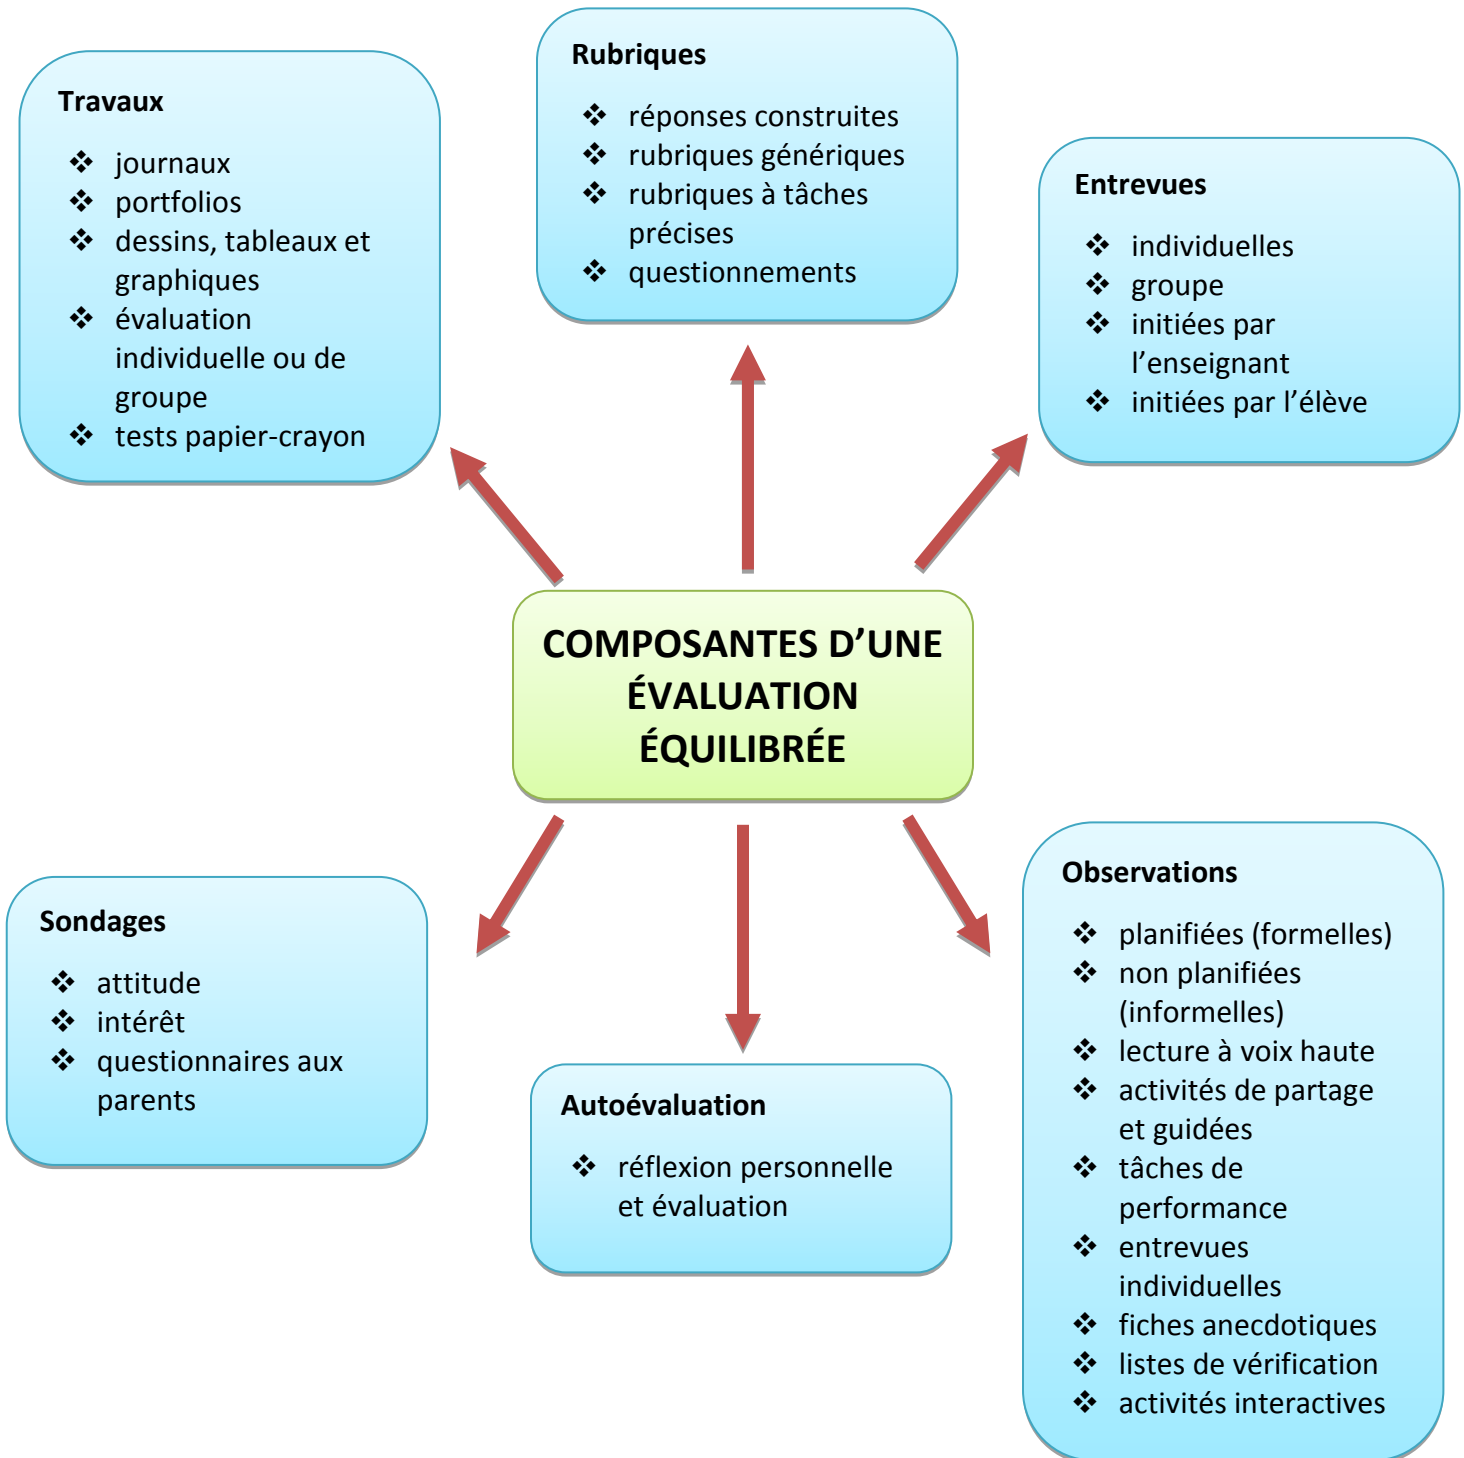 Travaux
❖ journaux
❖ portfolios
❖ dessins, tableaux et
graphiques
❖ évaluation
individuelle ou de
groupe
❖ tests papier-crayon
Rubriques
❖ réponses construites
❖ rubriques génériques
❖ rubriques à tâches
précises
❖ questionnements
Entrevues
❖ individuelles
❖ groupe
❖ initiées par
l’enseignant
❖ initiées par l’élève
COMPOSANTES D’UNE
ÉVALUATION
ÉQUILIBRÉE
Sondages
❖ attitude
❖ intérêt
❖ questionnaires aux
parents
Autoévaluation
❖ réflexion personnelle
et évaluation
Observations
❖ planifiées (formelles)
❖ non planifiées
(informelles)
❖ lecture à voix haute
❖ activités de partage
et guidées
❖ tâches de
performance
❖ entrevues
individuelles
❖ fiches anecdotiques
❖ listes de vérification
❖ activités interactives